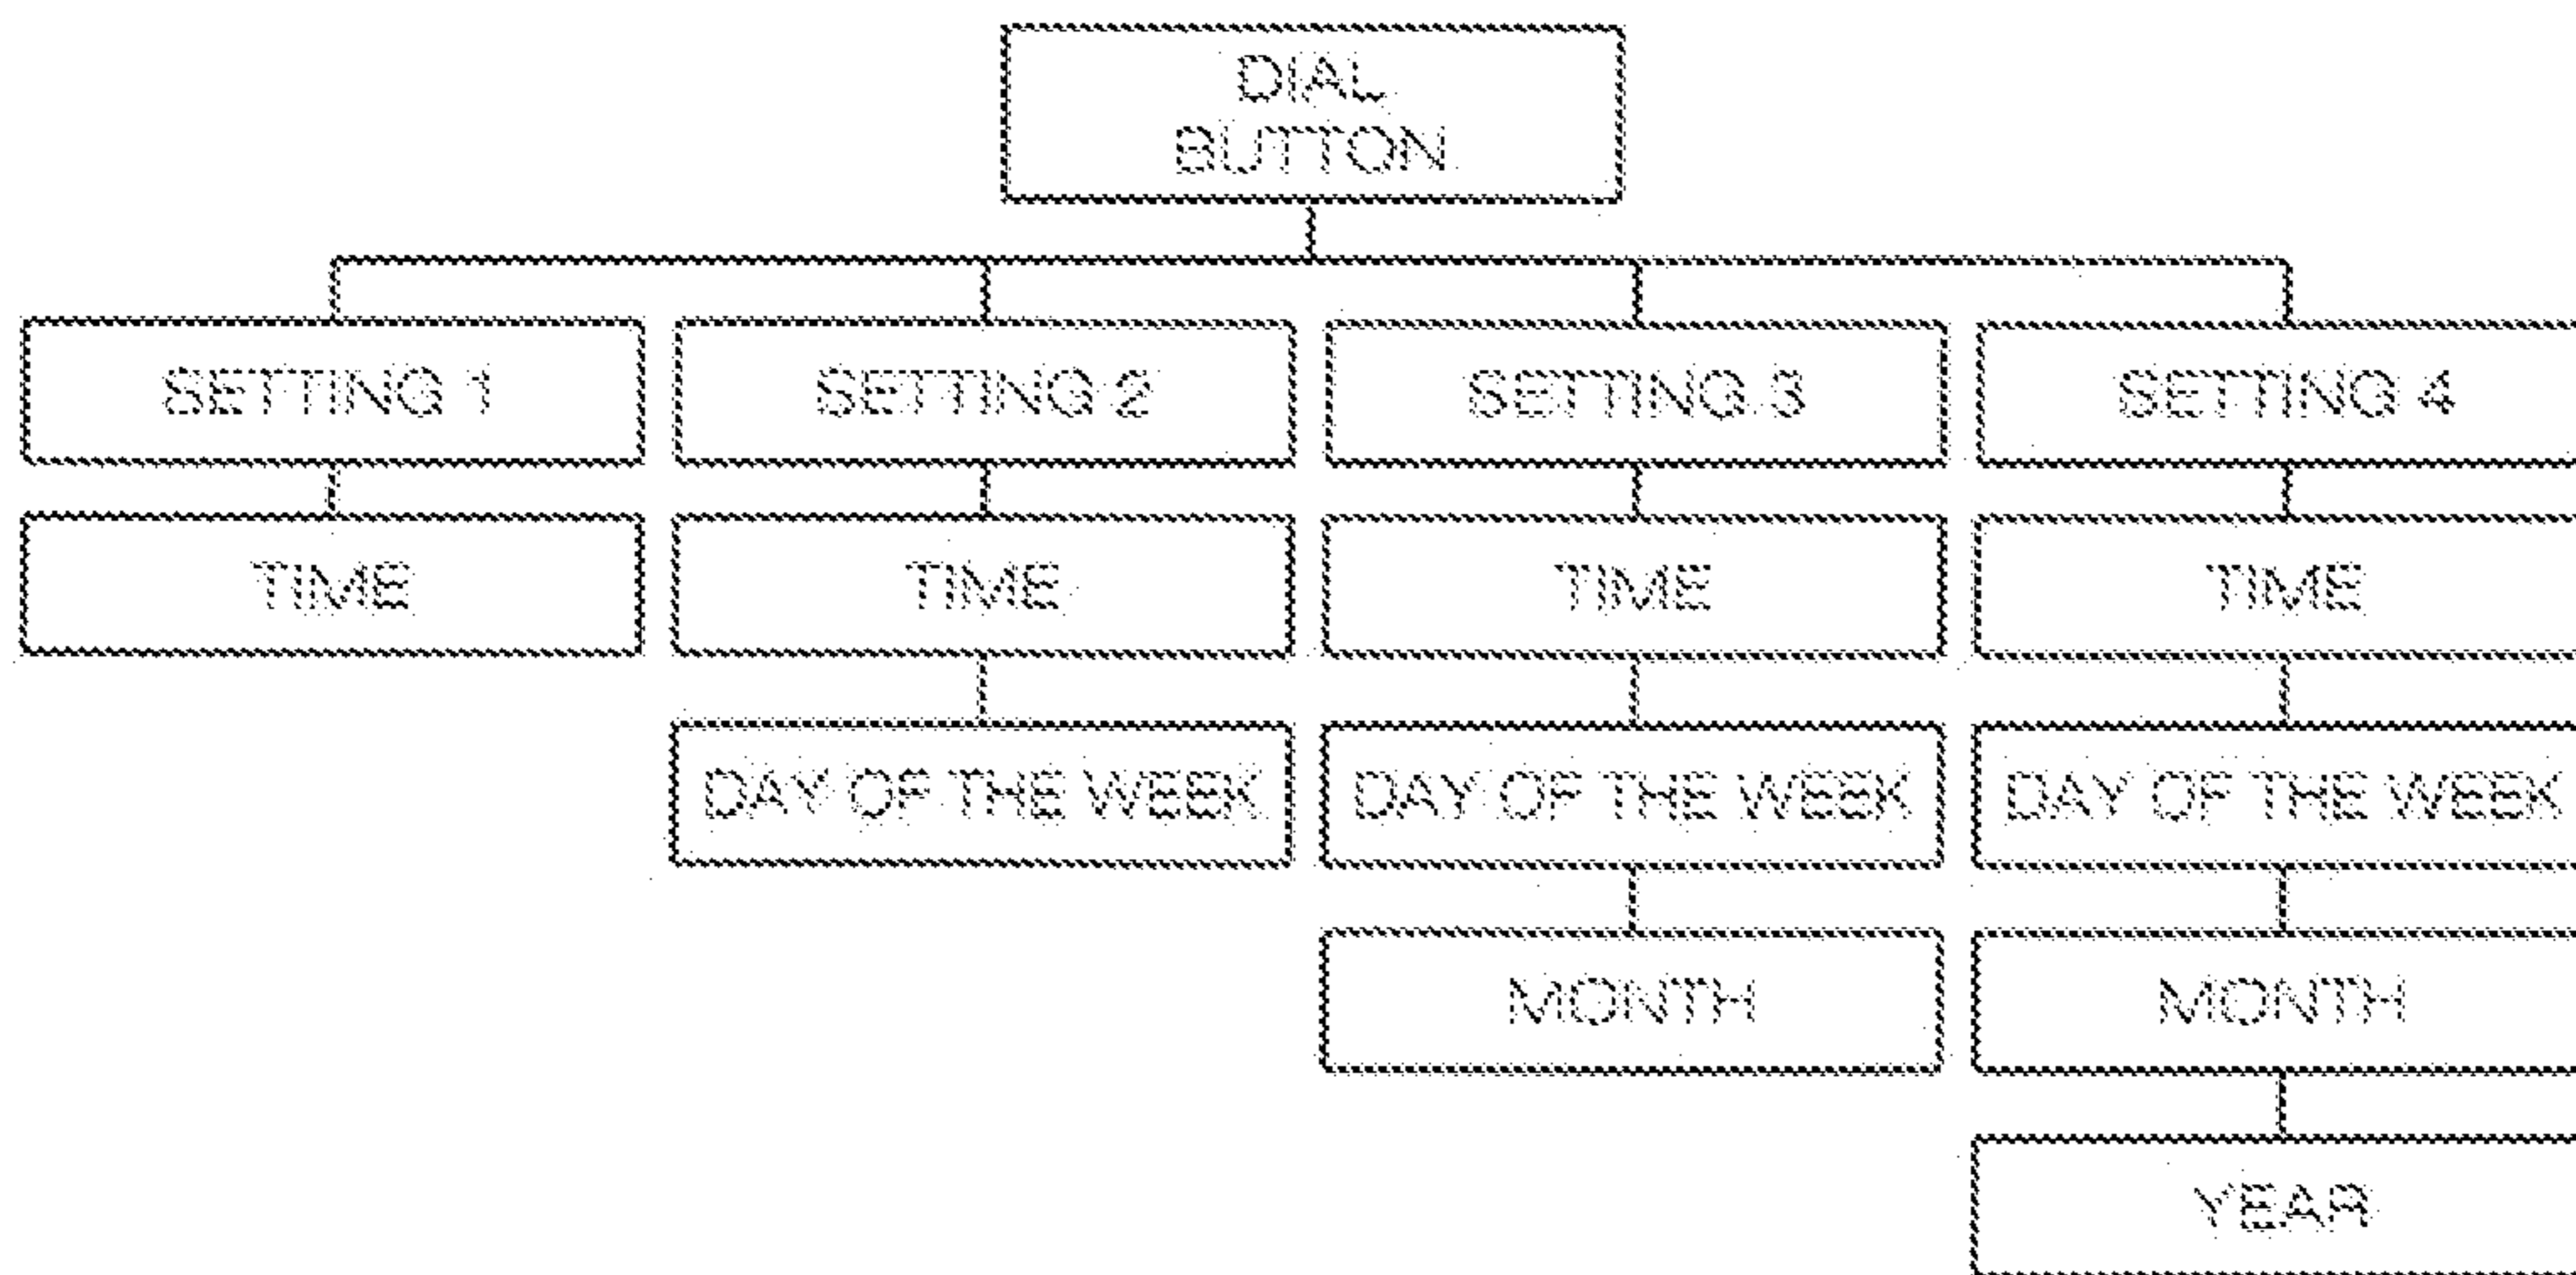 DIAL
BUTTON
SETTING 1
SETTING 2
SETTING 3
SETTING 4
TIME
TIME
TIME
TIME
DAY OF THE WEEK
DAY OF THE WEEK
DAY OF THE WEEK
MONTH
MONTH
YEAR